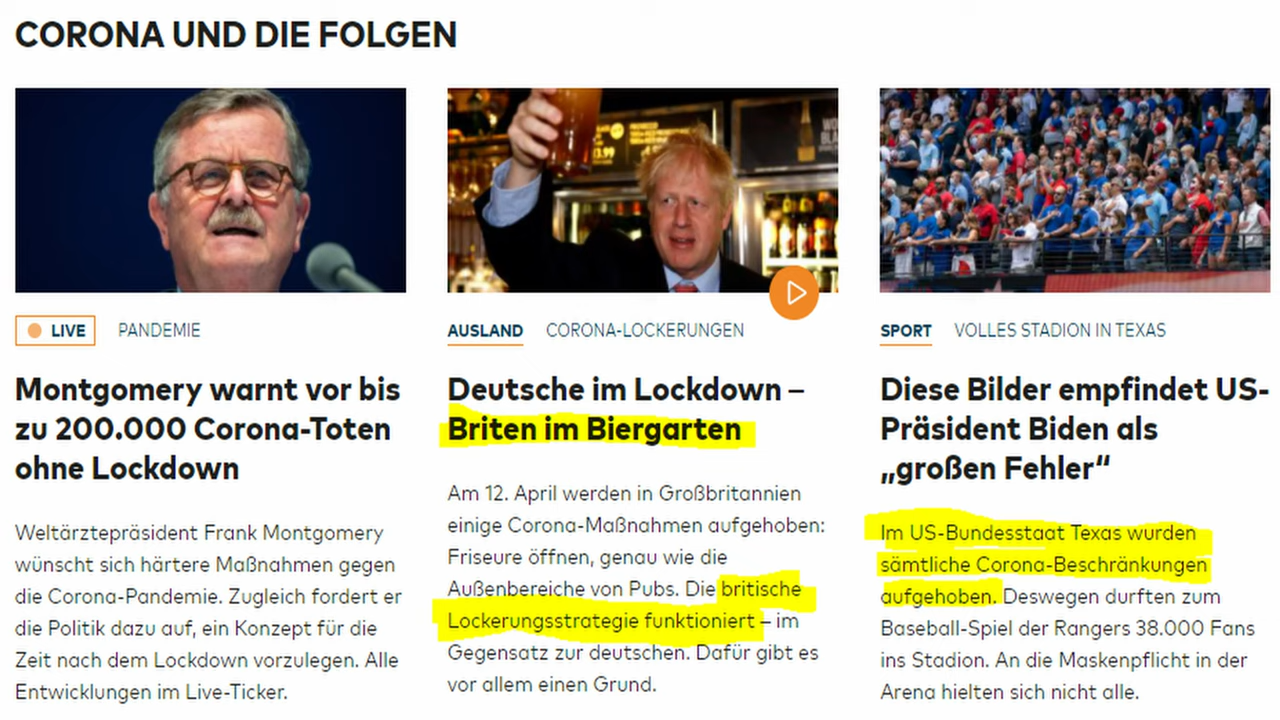 CORONA UND DIE FOLGEN
LIVE PANDEMIE
Montgomery warnt vor bis
zu 200.000 Corona-Toten
ohne Lockdown
Weltärztepräsident Frank Montgomery
wünscht sich härtere Maßnahmen gegen
die Corona-Pandemie. Zugleich fordert er
die Politik dazu auf, ein Konzept für die
Zeit nach dem Lockdown vorzulegen. Alle
Entwicklungen im Live-Ticker.
AUSLAND CORONA-LOCKERUNGEN
Deutsche im Lockdown –
Briten im Biergarten
Am 12. April werden in Großbritannien
einige Corona-Maßnahmen aufgehoben:
Friseure öffnen, genau wie die
Außenbereiche von Pubs. Die britische
Lockerungsstrategie funktioniert – im
Gegensatz zur deutschen. Dafür gibt es
vor allem einen Grund.
SPORT VOLLES STADION IN TEXAS
Diese Bilder empfindet US-
Präsident Biden als
„großen Fehler“
Im US-Bundesstaat Texas wurden
sämtliche Corona-Beschränkungen
aufgehoben. Deswegen durften zum
Baseball-Spiel der Rangers 38.000 Fans
ins Stadion. An die Maskenpflicht in der
Arena hielten sich nicht alle.